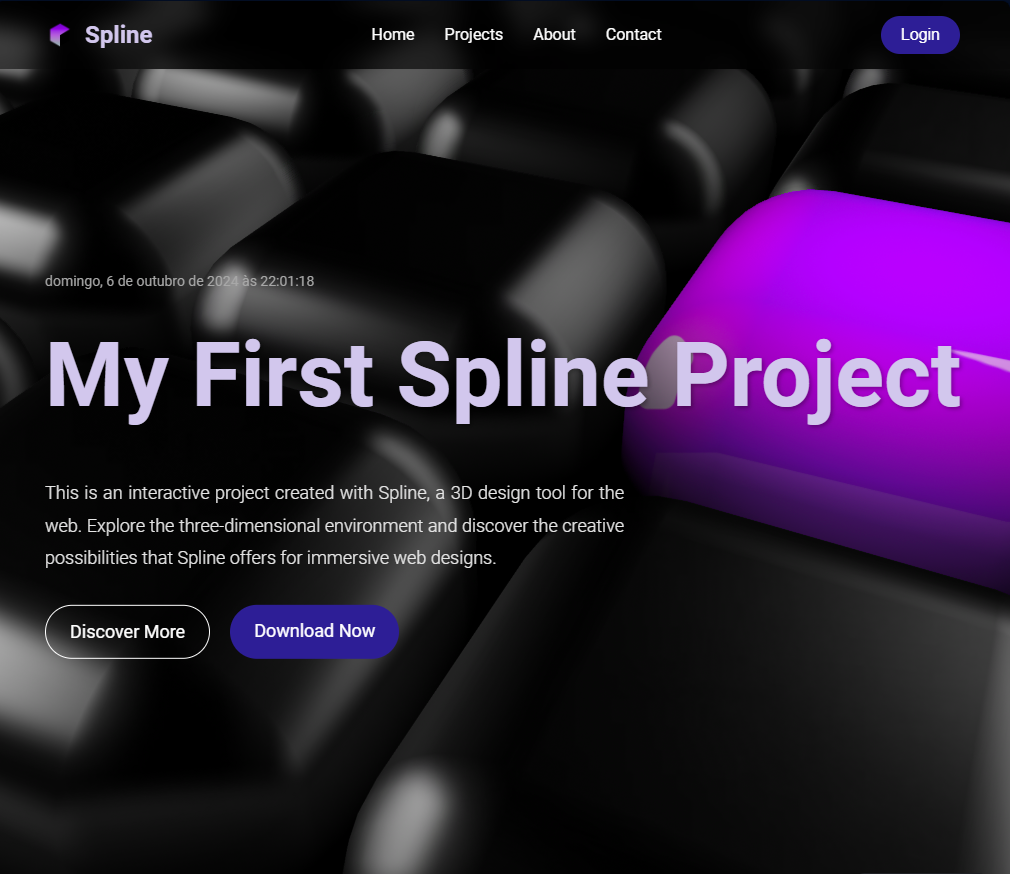 Spline
Home Projects About Contact
Login
domingo, 6 de outubro de 2024 às 22:01:18
My First Spline Project
This is an interactive project created with Spline, a 3D design tool for the
web. Explore the three-dimensional environment and discover the creative
possibilities that Spline offers for immersive web designs.
Discover More
Download Now